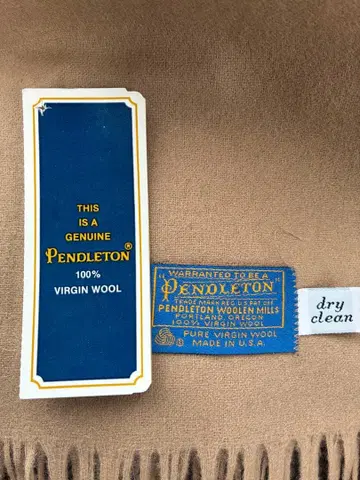 THIS
IS A
GENUINE
PENDLETON®
100%
VIRGIN WOOL
WARRANTED TO BE A
"PENDLETON"
TRADE MARK REG. U.S. PAT. OFF.
PENDLETON WOOLEN MILLS
PORTLAND, OREGON
100% VIRGIN WOOL
PURE VIRGIN WOOL
MADE IN U.S.A.
dry
clean